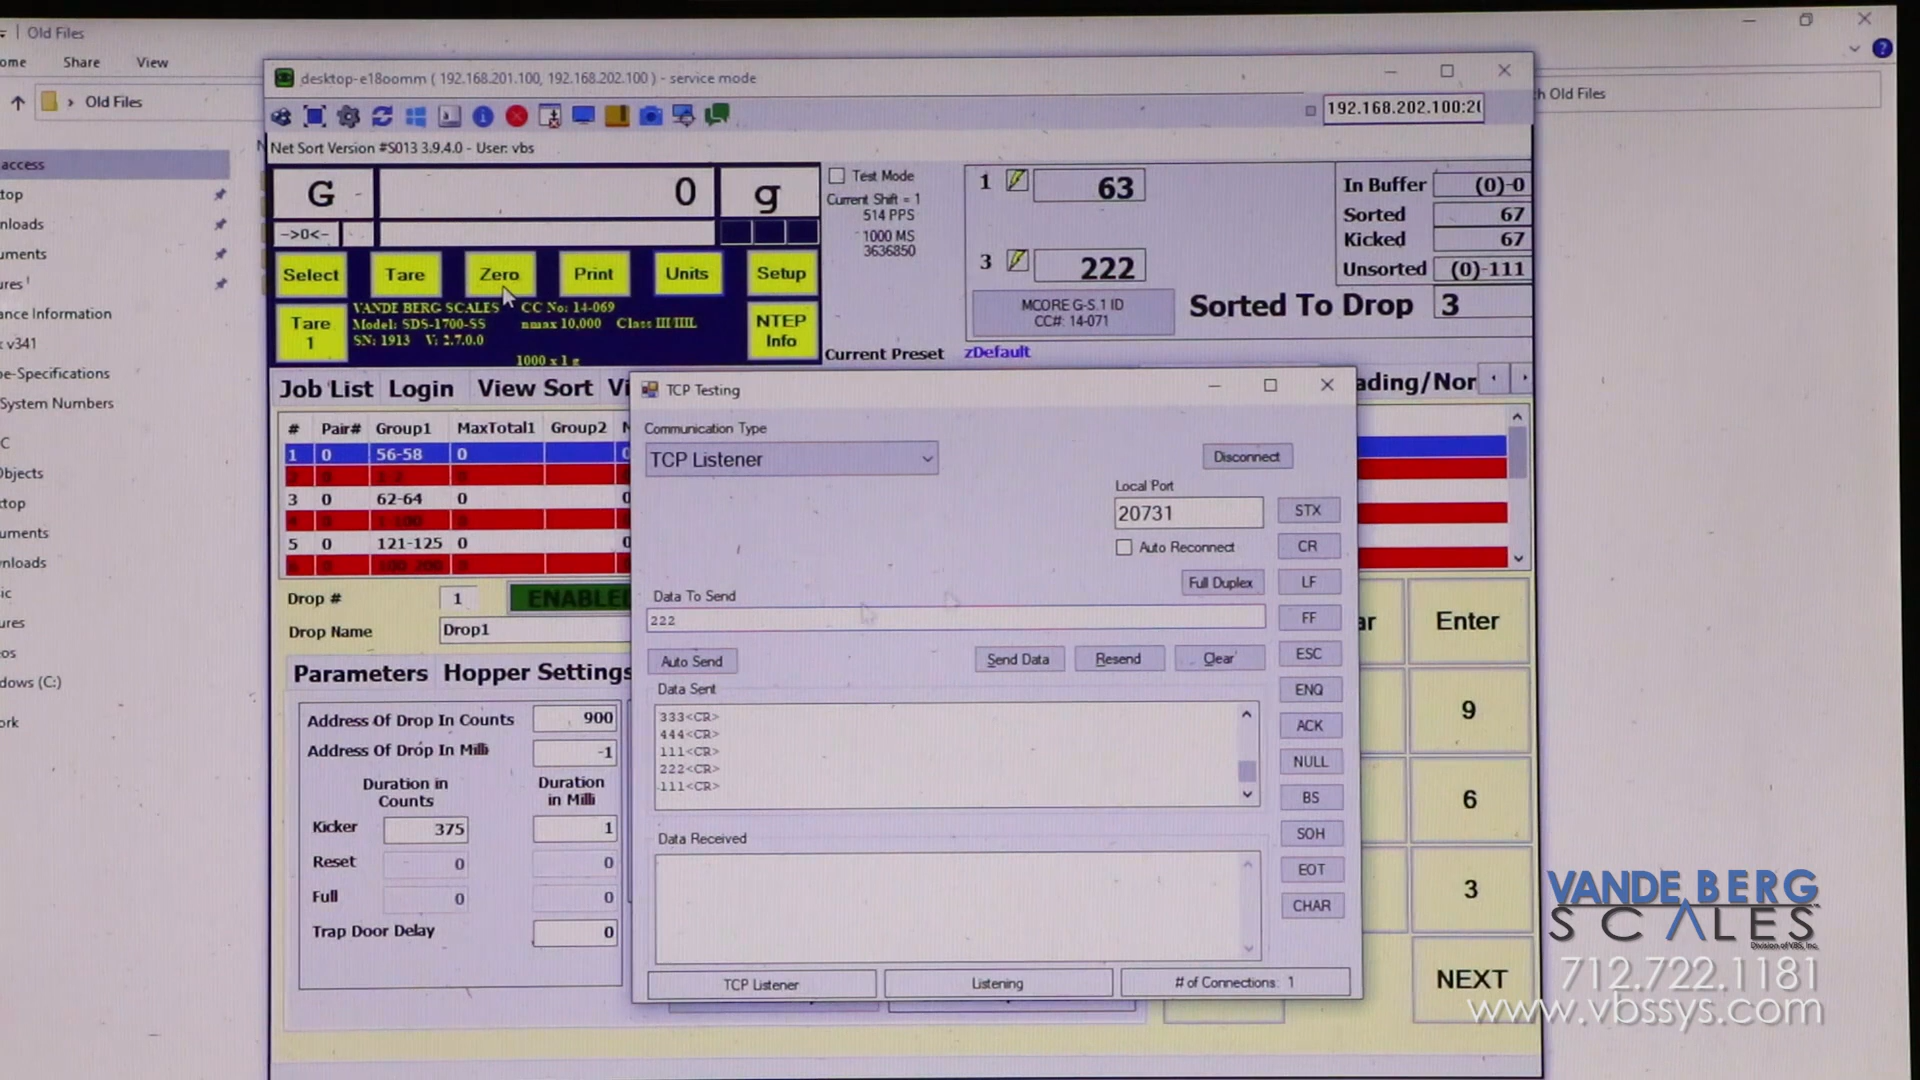 Old Files
Share
View
Old Files
Old Files
desktop-e18oomm ( 192.168.201.100, 192.168.202.100 ) - service mode
Net Sort Version #S013 3.9.4.0 - User: vbs
G
0
g
->0<-
Select
Tare
Zero
Print
Units
Setup
Tare 1
VANDE BERG SCALES CC No: 14-069
Model: SDS-1700-SS nmax 10,000 Class III/IIIL
SN: 1913 V: 2.7.0.0
1000 x 1 g
NTEP Info
Test Mode
Current Shift = 1
514 PPS
1000 MS
3636850
1
63
3
222
MCORE G-S.1 ID
CC#: 14-071
In Buffer (0)-0
Sorted 67
Kicked 67
Unsorted (0)-111
Sorted To Drop 3
Current Preset zDefault
Job List
Login
View Sort
ading/Nor
# Pair# Group1 MaxTotal1 Group2
1 0 56-58 0 0
3 0 62-64 0 0
5 0 121-125 0 0
Drop # 1
Drop Name Drop1
Parameters
Hopper Settings
Address Of Drop In Counts 900
Address Of Drop In Milli -1
Duration in Counts
Duration in Milli
Kicker 375 1
Reset 0 0
Full 0 0
Trap Door Delay 0
TCP Testing
Communication Type
TCP Listener
Disconnect
Local Port
20731
Auto Reconnect
Full Duplex
Data To Send
222
Auto Send
Send Data
Resend
Clear
Data Sent
333<CR>
444<CR>
111<CR>
222<CR>
111<CR>
Data Received
TCP Listener
Listening
# of Connections: 1
STX
CR
LF
FF
ESC
ENQ
ACK
NULL
BS
SOH
EOT
CHAR
Enter
9
6
3
NEXT
VANDE BERG
SCALES
Division of VBS, Inc.
712.722.1181
www.vbssys.com